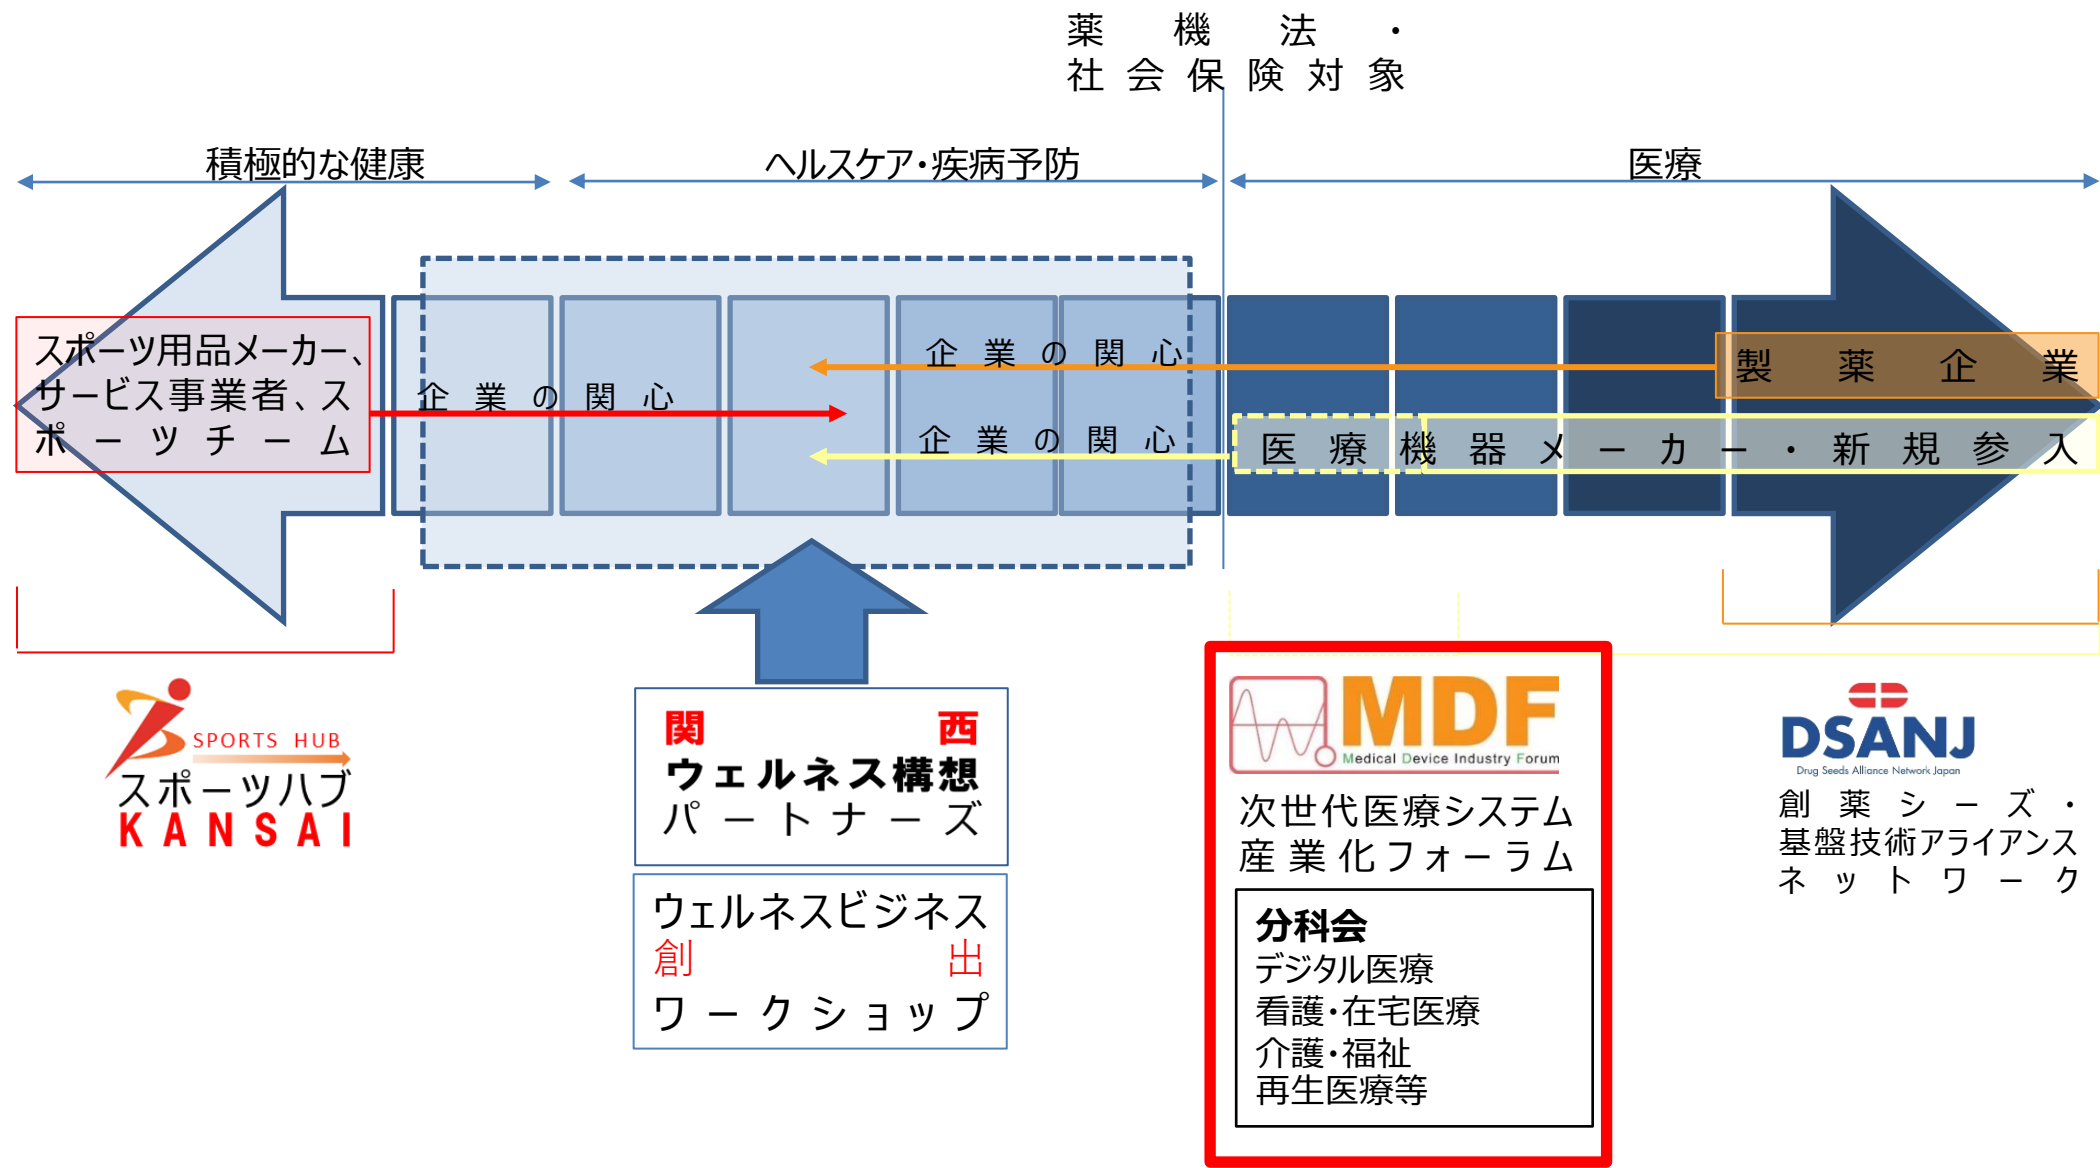 薬機法・
社会保険対象
積極的な健康
ヘルスケア・疾病予防
医療
スポーツ用品メーカー、
サービス事業者、ス
ポーツチーム
企業の関心
企業の関心
企業の関心
製薬企業
医療機器メーカー・新規参入
SPORTS HUB
スポーツハブ
KANSAI
関西
ウェルネス構想
パートナーズ
ウェルネスビジネス
創出
ワークショップ
MDF
Medical Device Industry Forum
次世代医療システム
産業化フォーラム
分科会
デジタル医療
看護・在宅医療
介護・福祉
再生医療等
DSANJ
Drug Seeds Alliance Network Japan
創薬シーズ・
基盤技術アライアンス
ネットワーク